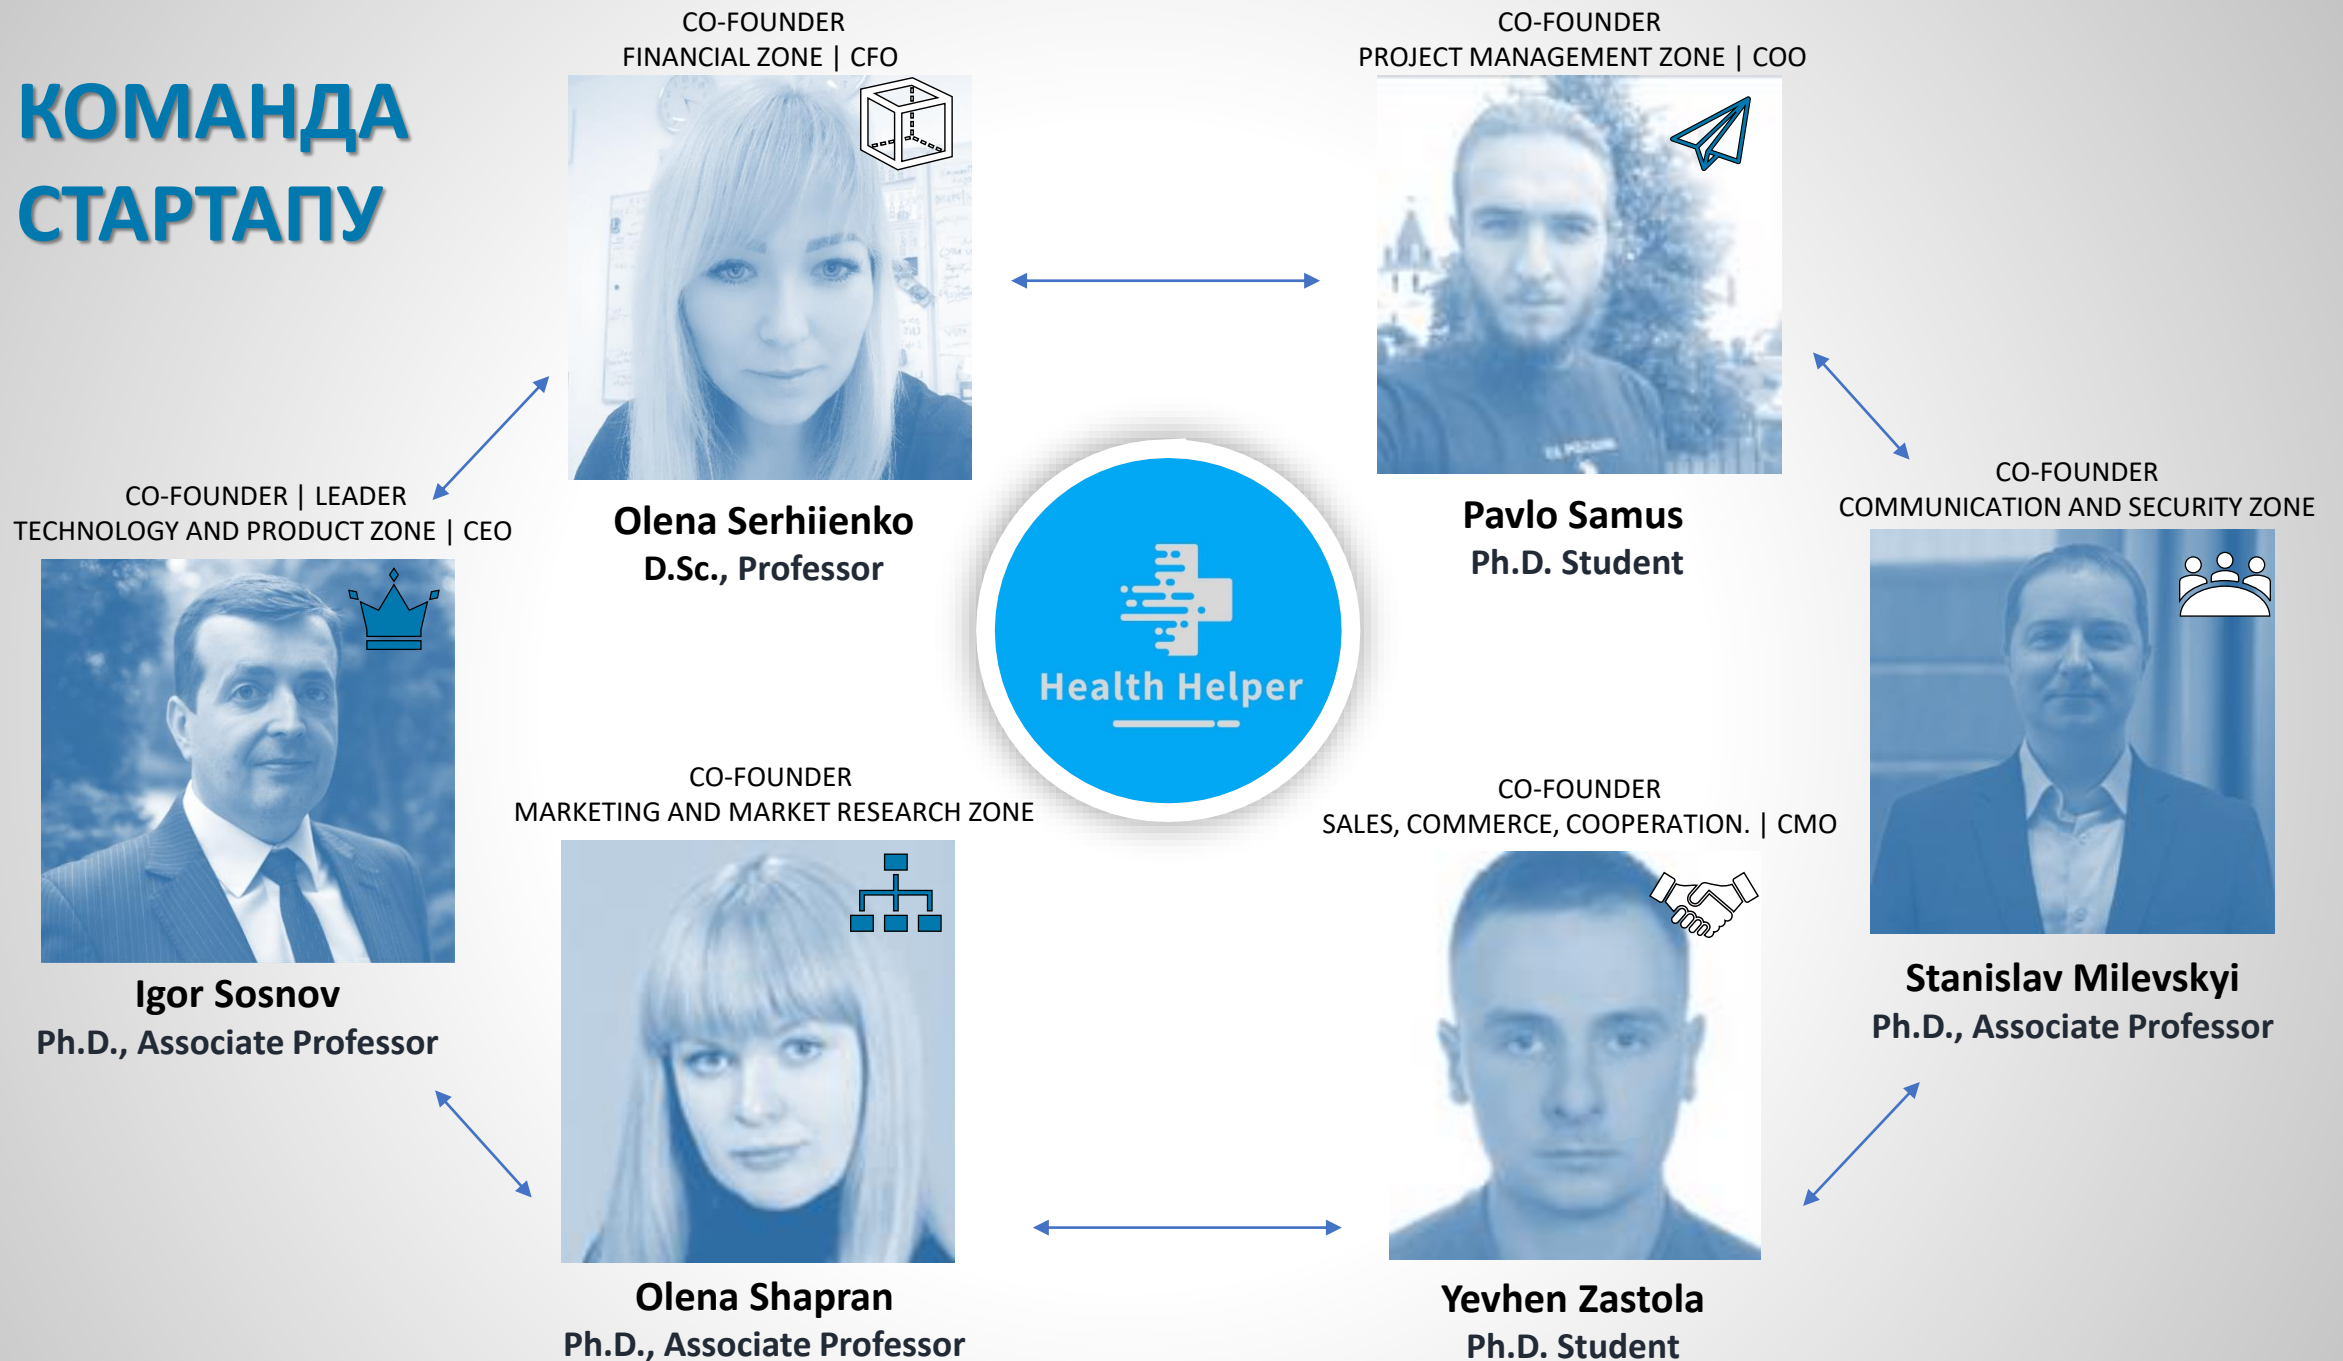 КОМАНДА
СТАРТАПУ
CO-FOUNDER
FINANCIAL ZONE | CFO
Olena Serhiienko
D.Sc., Professor
CO-FOUNDER
PROJECT MANAGEMENT ZONE | COO
Pavlo Samus
Ph.D. Student
CO-FOUNDER | LEADER
TECHNOLOGY AND PRODUCT ZONE | CEO
Igor Sosnov
Ph.D., Associate Professor
Health Helper
CO-FOUNDER
COMMUNICATION AND SECURITY ZONE
Stanislav Milevskyi
Ph.D., Associate Professor
CO-FOUNDER
MARKETING AND MARKET RESEARCH ZONE
Olena Shapran
Ph.D., Associate Professor
CO-FOUNDER
SALES, COMMERCE, COOPERATION. | CMO
Yevhen Zastola
Ph.D. Student